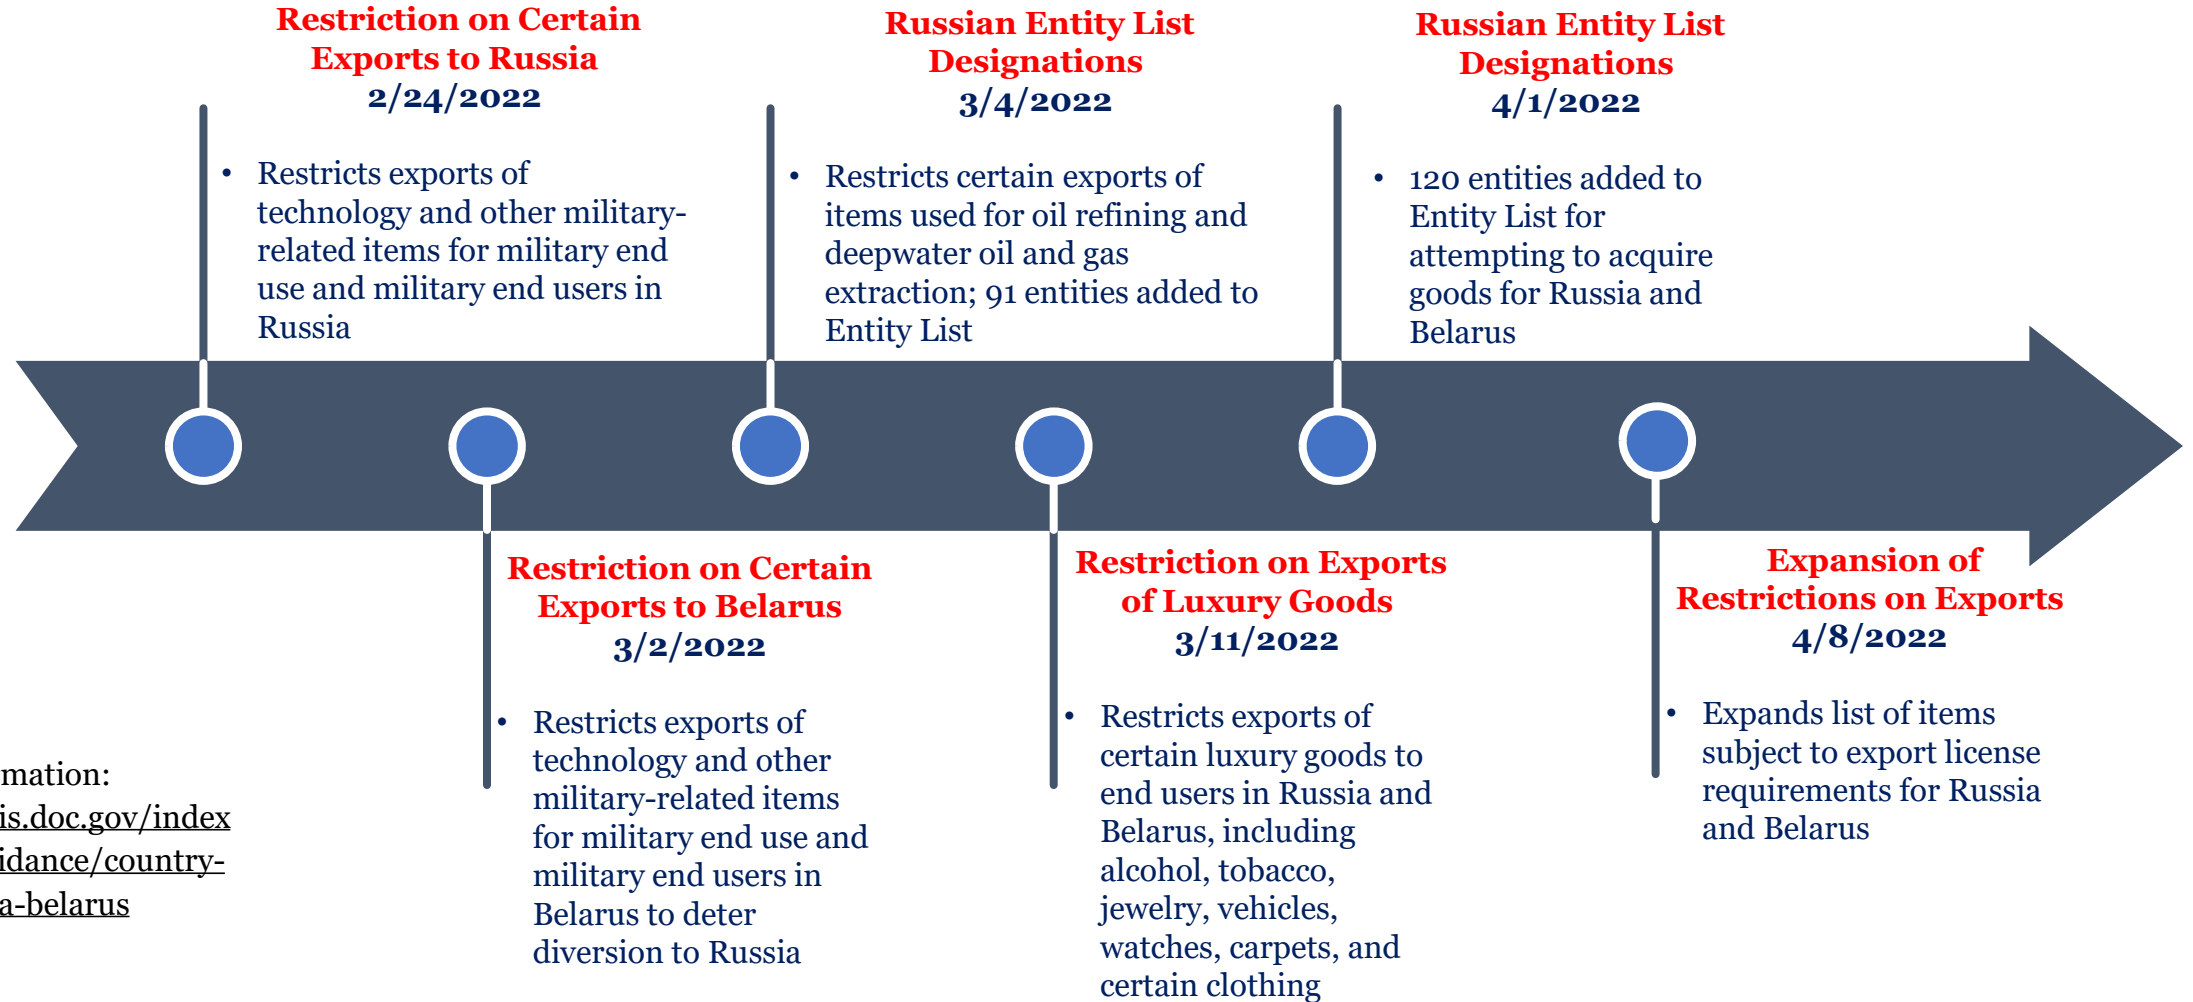 Restriction on Certain
Exports to Russia
2/24/2022
• Restricts exports of
technology and other military-
related items for military end
use and military end users in
Russia
Russian Entity List
Designations
3/4/2022
• Restricts certain exports of
items used for oil refining and
deepwater oil and gas
extraction; 91 entities added to
Entity List
Russian Entity List
Designations
4/1/2022
• 120 entities added to
Entity List for
attempting to acquire
goods for Russia and
Belarus
Restriction on Certain
Exports to Belarus
3/2/2022
• Restricts exports of
technology and other
military-related items
for military end use and
military end users in
Belarus to deter
diversion to Russia
Restriction on Exports
of Luxury Goods
3/11/2022
• Restricts exports of
certain luxury goods to
end users in Russia and
Belarus, including
alcohol, tobacco,
jewelry, vehicles,
watches, carpets, and
certain clothing
Expansion of
Restrictions on Exports
4/8/2022
• Expands list of items
subject to export license
requirements for Russia
and Belarus
mation:
is.doc.gov/index
idance/country-
a-belarus